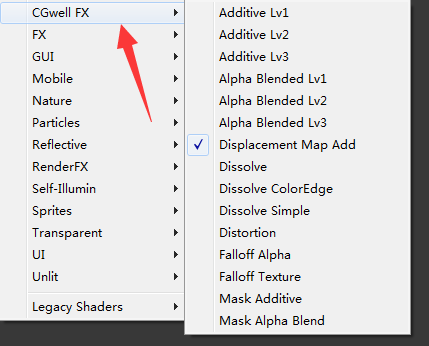 CGwell FX
FX
GUI
Mobile
Nature
Particles
Reflective
RenderFX
Self-Illumin
Sprites
Transparent
UI
Unlit
Legacy Shaders
Additive Lv1
Additive Lv2
Additive Lv3
Alpha Blended Lv1
Alpha Blended Lv2
Alpha Blended Lv3
Displacement Map Add
Dissolve
Dissolve ColorEdge
Dissolve Simple
Distortion
Falloff Alpha
Falloff Texture
Mask Additive
Mask Alpha Blend